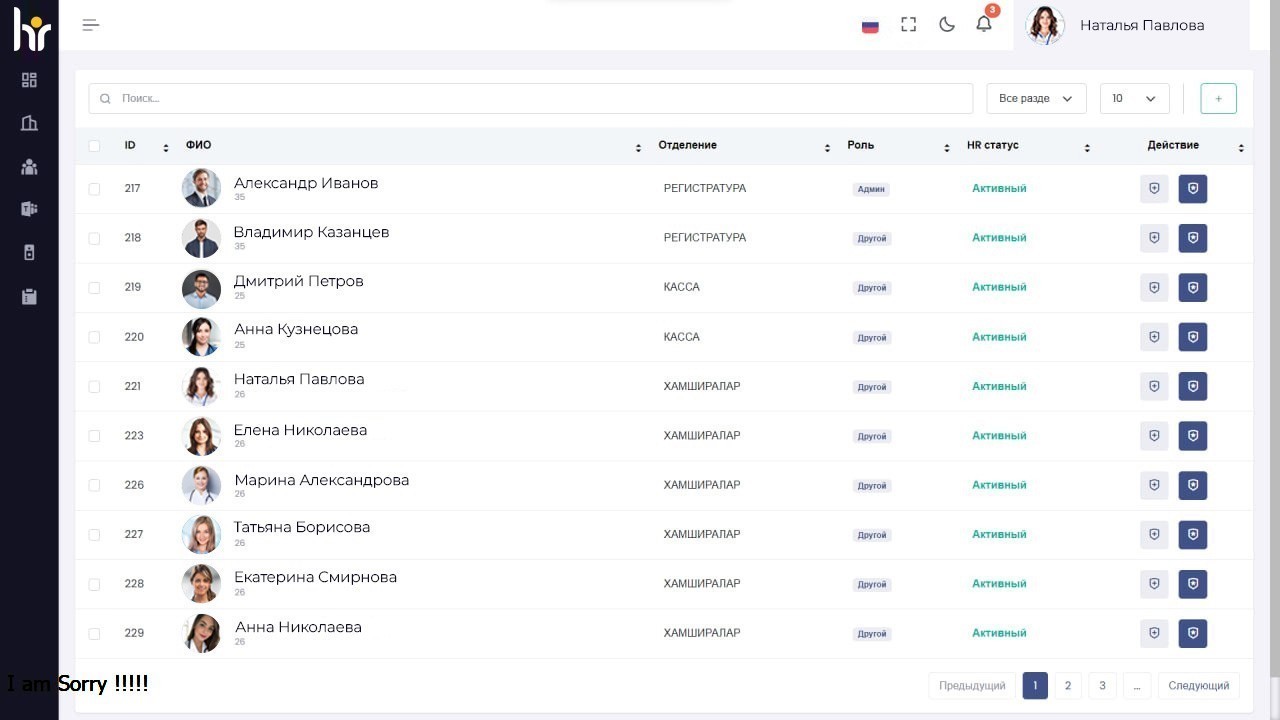 hr
3
Наталья Павлова
Поиск...
Все разде
10
+
ID ФИО Отделение Роль HR статус Действие
217 Александр Иванов РЕГИСТРАТУРА Админ Активный
35
218 Владимир Казанцев РЕГИСТРАТУРА Другой Активный
35
219 Дмитрий Петров КАССА Другой Активный
25
220 Анна Кузнецова КАССА Другой Активный
25
221 Наталья Павлова ХАМШИРАЛАР Другой Активный
26
223 Елена Николаева ХАМШИРАЛАР Другой Активный
26
226 Марина Александрова ХАМШИРАЛАР Другой Активный
26
227 Татьяна Борисова ХАМШИРАЛАР Другой Активный
26
228 Екатерина Смирнова ХАМШИРАЛАР Другой Активный
26
229 Анна Николаева ХАМШИРАЛАР Другой Активный
26
I am Sorry !!!!!
Предыдущий 1 2 3 ... Следующий